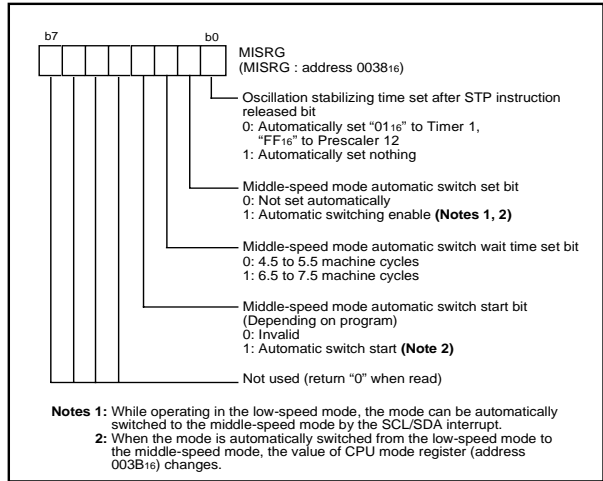 b7 b0
MISRG
(MISRG : address 003816)
Oscillation stabilizing time set after STP instruction
released bit
0: Automatically set “0116” to Timer 1,
“FF16” to Prescaler 12
1: Automatically set nothing
Middle-speed mode automatic switch set bit
0: Not set automatically
1: Automatic switching enable (Notes 1, 2)
Middle-speed mode automatic switch wait time set bit
0: 4.5 to 5.5 machine cycles
1: 6.5 to 7.5 machine cycles
Middle-speed mode automatic switch start bit
(Depending on program)
0: Invalid
1: Automatic switch start (Note 2)
Not used (return “0” when read)
Notes 1: While operating in the low-speed mode, the mode can be automatically
switched to the middle-speed mode by the SCL/SDA interrupt.
2: When the mode is automatically switched from the low-speed mode to
the middle-speed mode, the value of CPU mode register (address
003B16) changes.